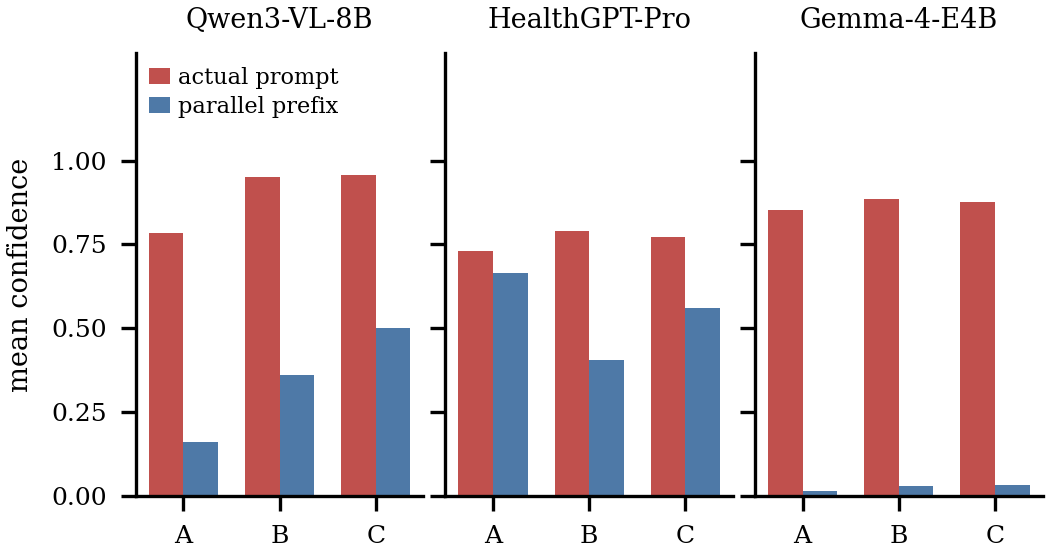 Qwen3-VL-8B HealthGPT-Pro Gemma-4-E4B
actual prompt
parallel prefix
mean confidence
1.00
0.75
0.50
0.25
0.00
A B C A B C A B C